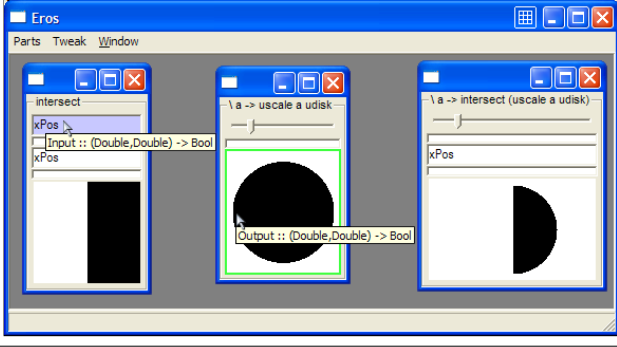 Eros
Parts Tweak Window
intersect
xPos
Input :: (Double,Double) -> Bool
xPos
\ a -> uscale a udisk
Output :: (Double,Double) -> Bool
\ a -> intersect (uscale a udisk)
xPos